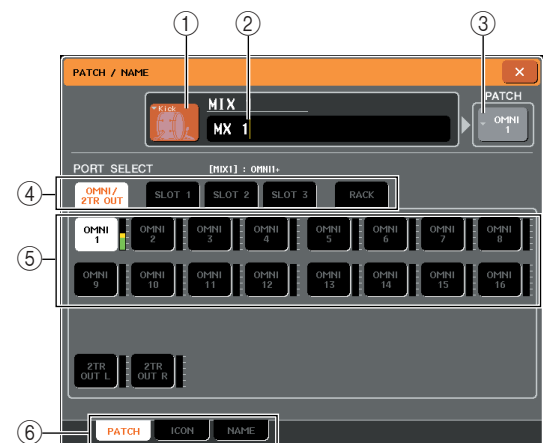 ① ② ③
PATCH / NAME ×
PATCH
Kick MIX
MX 1
OMNI 1
PORT SELECT [MIX1] : OMNI1+
④
OMNI/ 2TR OUT SLOT 1 SLOT 2 SLOT 3 RACK
⑤
OMNI 1 OMNI 2 OMNI 3 OMNI 4 OMNI 5 OMNI 6 OMNI 7 OMNI 8
OMNI 9 OMNI 10 OMNI 11 OMNI 12 OMNI 13 OMNI 14 OMNI 15 OMNI 16
2TR OUT L 2TR OUT R
⑥
PATCH ICON NAME